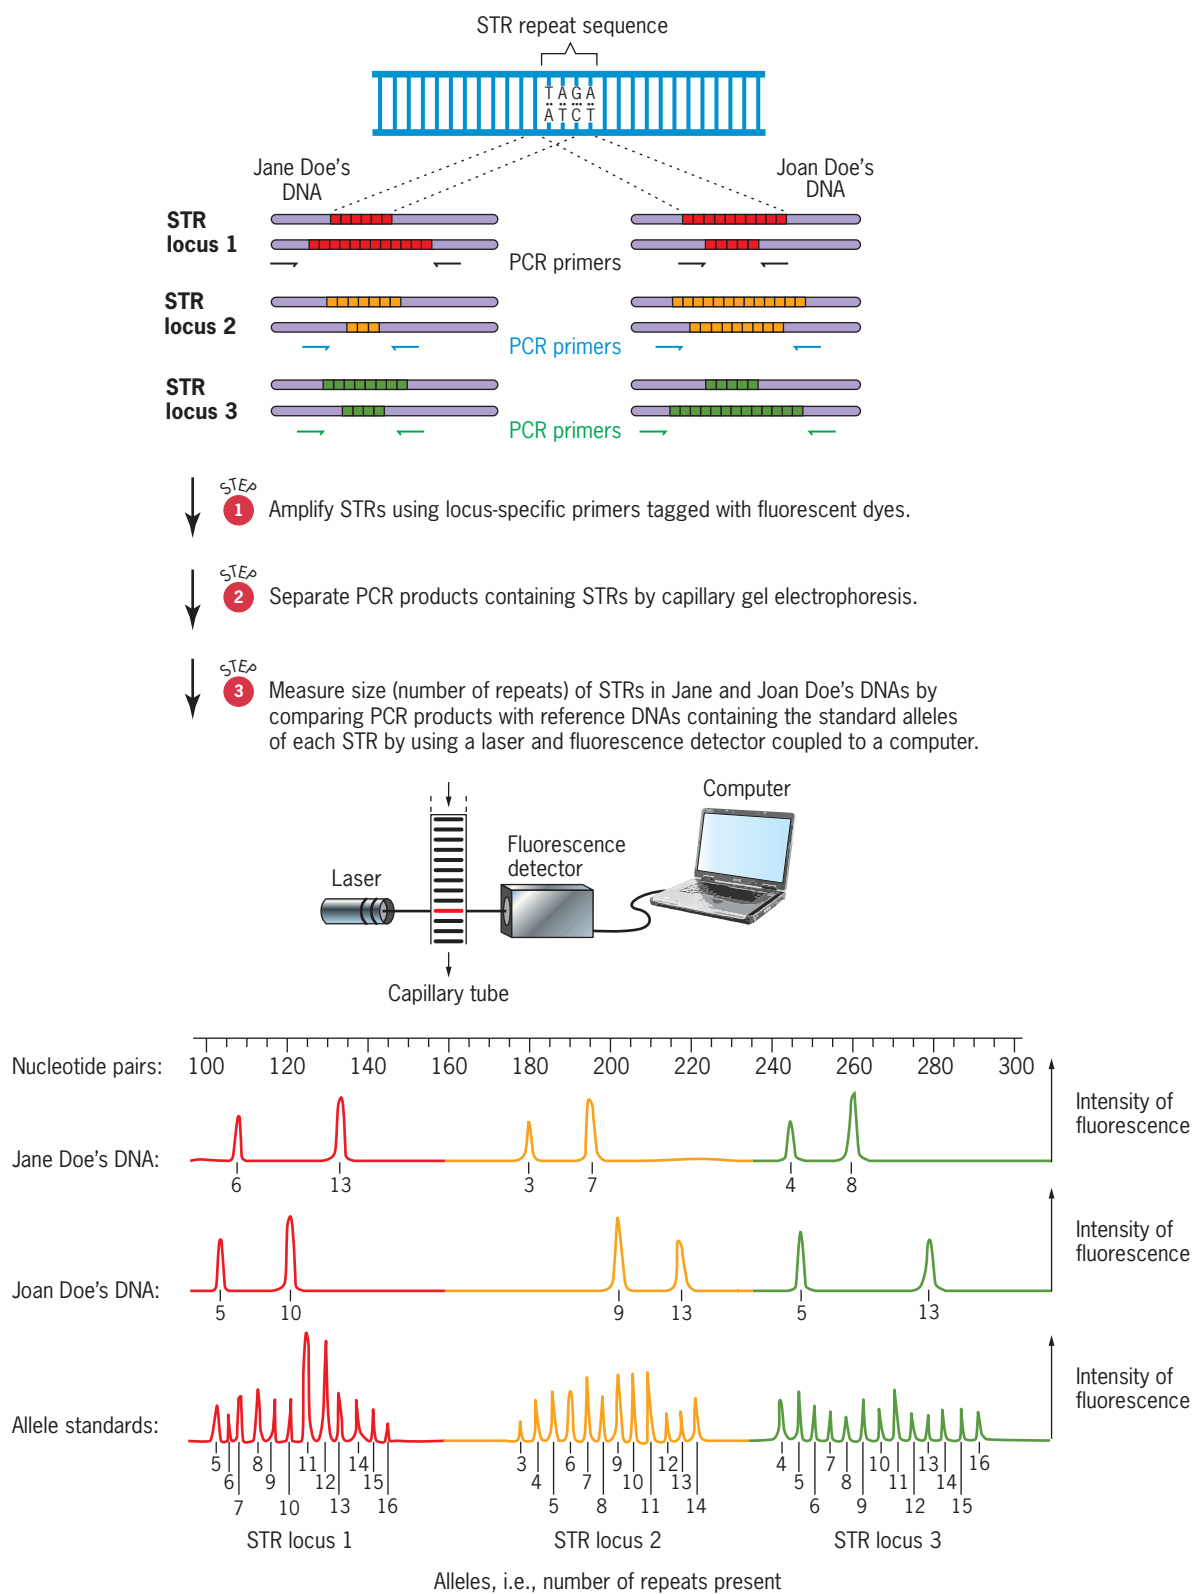 STR repeat sequence
T A G A
A T C T
Jane Doe's
DNA
Joan Doe's
DNA
STR
locus 1
PCR primers
STR
locus 2
PCR primers
STR
locus 3
PCR primers
STEP
1 Amplify STRs using locus-specific primers tagged with fluorescent dyes.
STEP
2 Separate PCR products containing STRs by capillary gel electrophoresis.
STEP
3 Measure size (number of repeats) of STRs in Jane and Joan Doe's DNAs by
comparing PCR products with reference DNAs containing the standard alleles
of each STR by using a laser and fluorescence detector coupled to a computer.
Computer
Fluorescence
detector
Laser
Capillary tube
Nucleotide pairs: 100 120 140 160 180 200 220 240 260 280 300
Intensity of
fluorescence
Jane Doe's DNA:
6 13 3 7 4 8
Intensity of
fluorescence
Joan Doe's DNA:
5 10 9 13 5 13
Intensity of
fluorescence
Allele standards:
5 6 7 8 9 10 11 12 13 14 15 16
3 4 5 6 7 8 9 10 11 12 13 14
4 5 6 7 8 9 10 11 12 13 14 15 16
STR locus 1 STR locus 2 STR locus 3
Alleles, i.e., number of repeats present